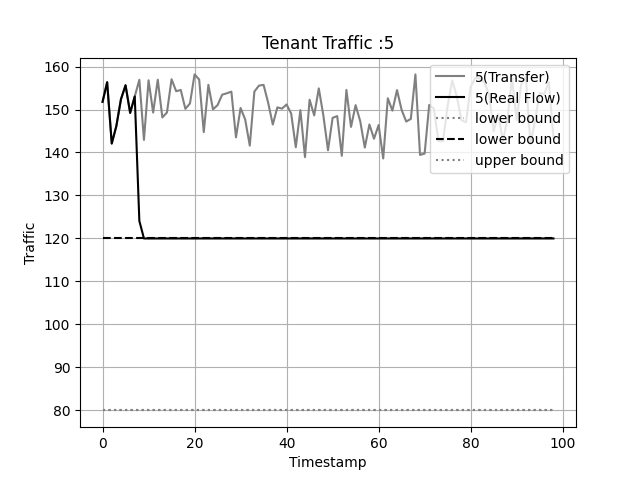 Tenant Traffic :5
160
150
140
130
120
110
100
90
80
Traffic
5(Transfer)
5(Real Flow)
lower bound
lower bound
upper bound
0 20 40 60 80 100
Timestamp